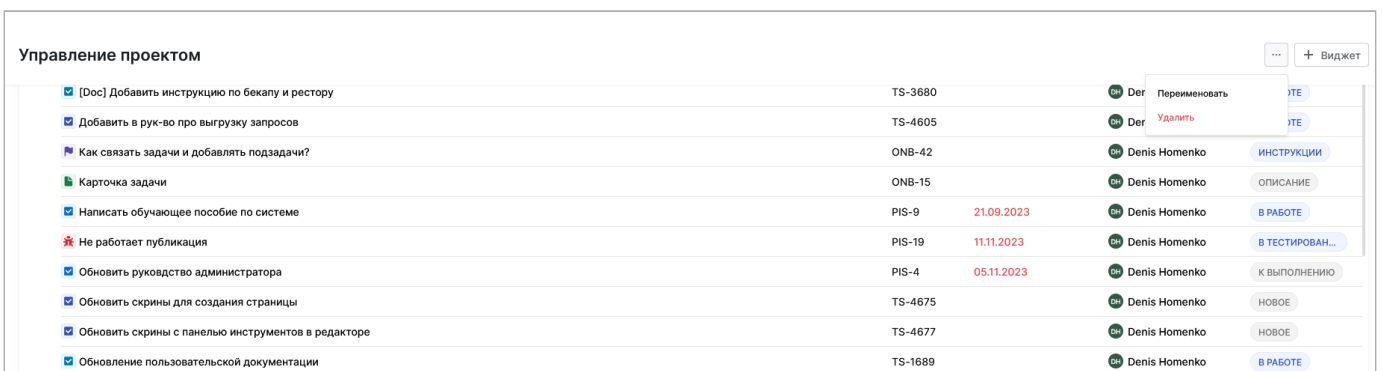 Управление проектом
... + Виджет
Переименовать
Удалить
[Doc] Добавить инструкцию по бекапу и рестору TS-3680 DH
Добавить в рук-во про выгрузку запросов TS-4605 DH
Как связать задачи и добавлять подзадачи? ONB-42 DH Denis Homenko ИНСТРУКЦИИ
Карточка задачи ONB-15 DH Denis Homenko ОПИСАНИЕ
Написать обучающее пособие по системе PIS-9 21.09.2023 DH Denis Homenko В РАБОТЕ
Не работает публикация PIS-19 11.11.2023 DH Denis Homenko В ТЕСТИРОВАН...
Обновить руковдство администратора PIS-4 05.11.2023 DH Denis Homenko К ВЫПОЛНЕНИЮ
Обновить скрины для создания страницы TS-4675 DH Denis Homenko НОВОЕ
Обновить скрины с панелью инструментов в редакторе TS-4677 DH Denis Homenko НОВОЕ
Обновление пользовательской документации TS-1689 DH Denis Homenko В РАБОТЕ